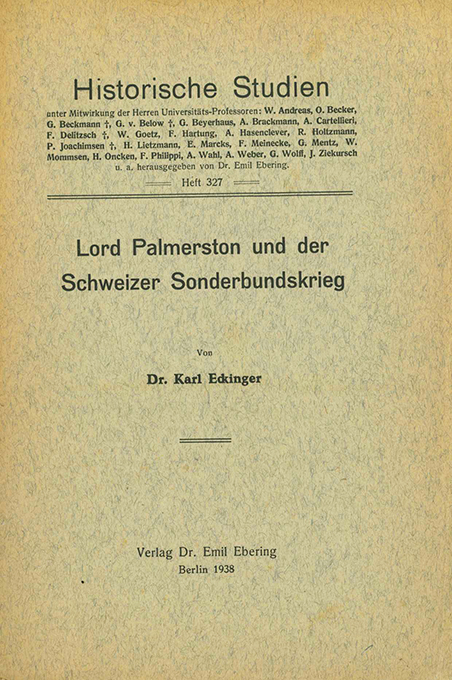 Historische Studien
unter Mitwirkung der Herren Universitäts-Professoren: W. Andreas, O. Becker,
G. Beckmann †, G. v. Below †, G. Beyerhaus, A. Brackmann, A. Cartellieri,
F. Delitzsch †, W. Goetz, F. Hartung, A. Hasenclever, R. Holtzmann,
P. Joachimsen †, H. Lietzmann, E. Marcks, F. Meinecke, G. Mentz, W.
Mommsen, H. Oncken, F. Philippi, A. Wahl, A. Weber, G. Wolff, J. Ziekursch
u. a. herausgegeben von Dr. Emil Ebering.
Heft 327
Lord Palmerston und der
Schweizer Sonderbundskrieg
Von
Dr. Karl Eckinger
Verlag Dr. Emil Ebering
Berlin 1938